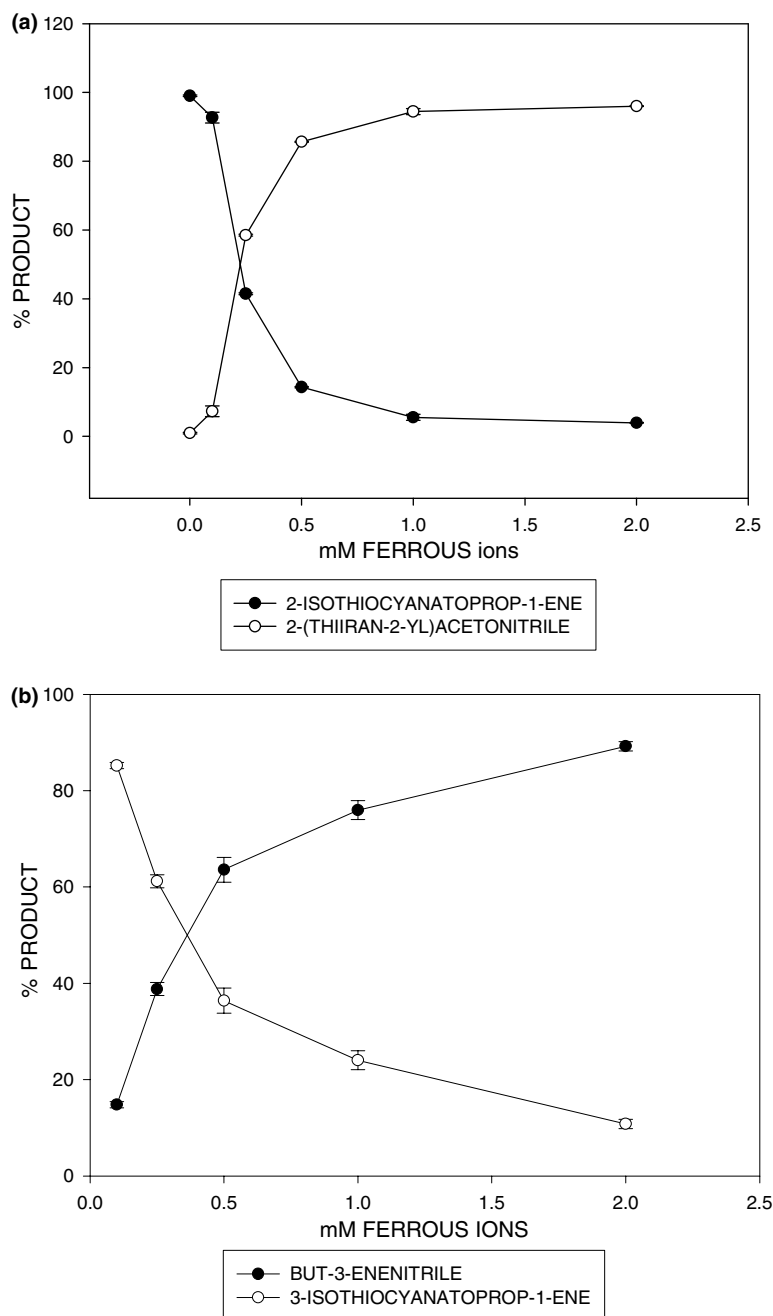 (a)
120
100
80
60
40
20
0
% PRODUCT
0.0 0.5 1.0 1.5 2.0 2.5
mM FERROUS ions
2-ISOTHIOCYANATOPROP-1-ENE
2-(THIIRAN-2-YL)ACETONITRILE
(b)
100
80
60
40
20
0
% PRODUCT
0.0 0.5 1.0 1.5 2.0 2.5
mM FERROUS IONS
BUT-3-ENENITRILE
3-ISOTHIOCYANATOPROP-1-ENE